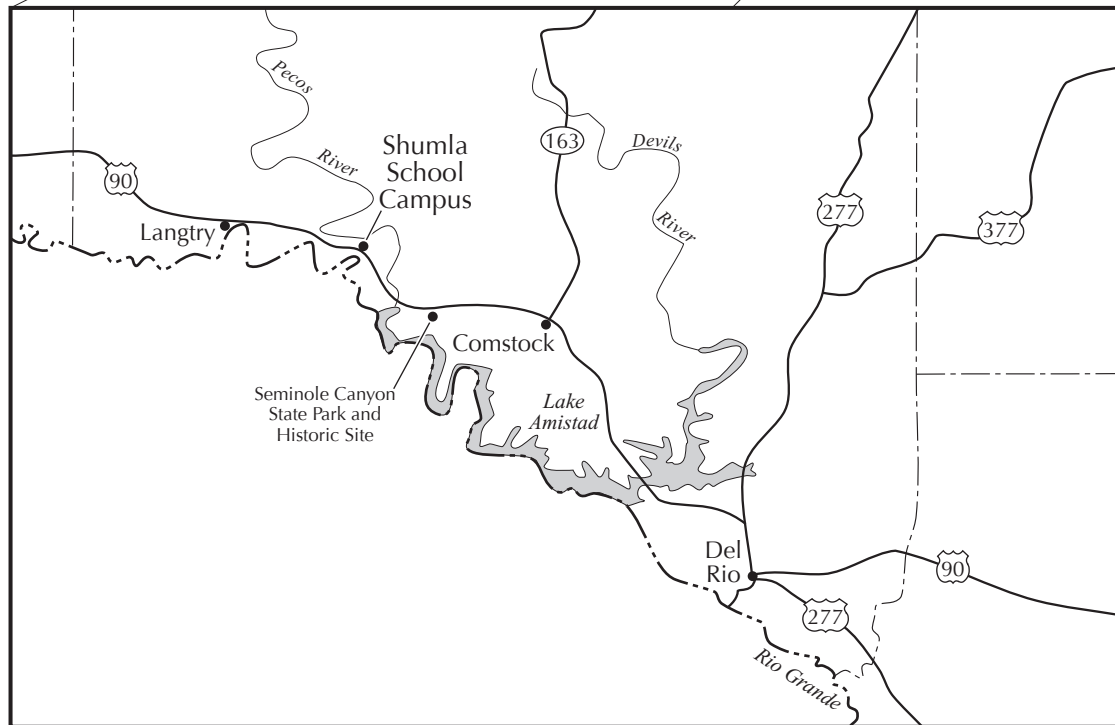 Pecos
River
Shumla
School
Campus
163
Devils
River
90
Langtry
277
377
Comstock
Seminole Canyon
State Park and
Historic Site
Lake
Amistad
Del
Rio
90
277
Rio Grande